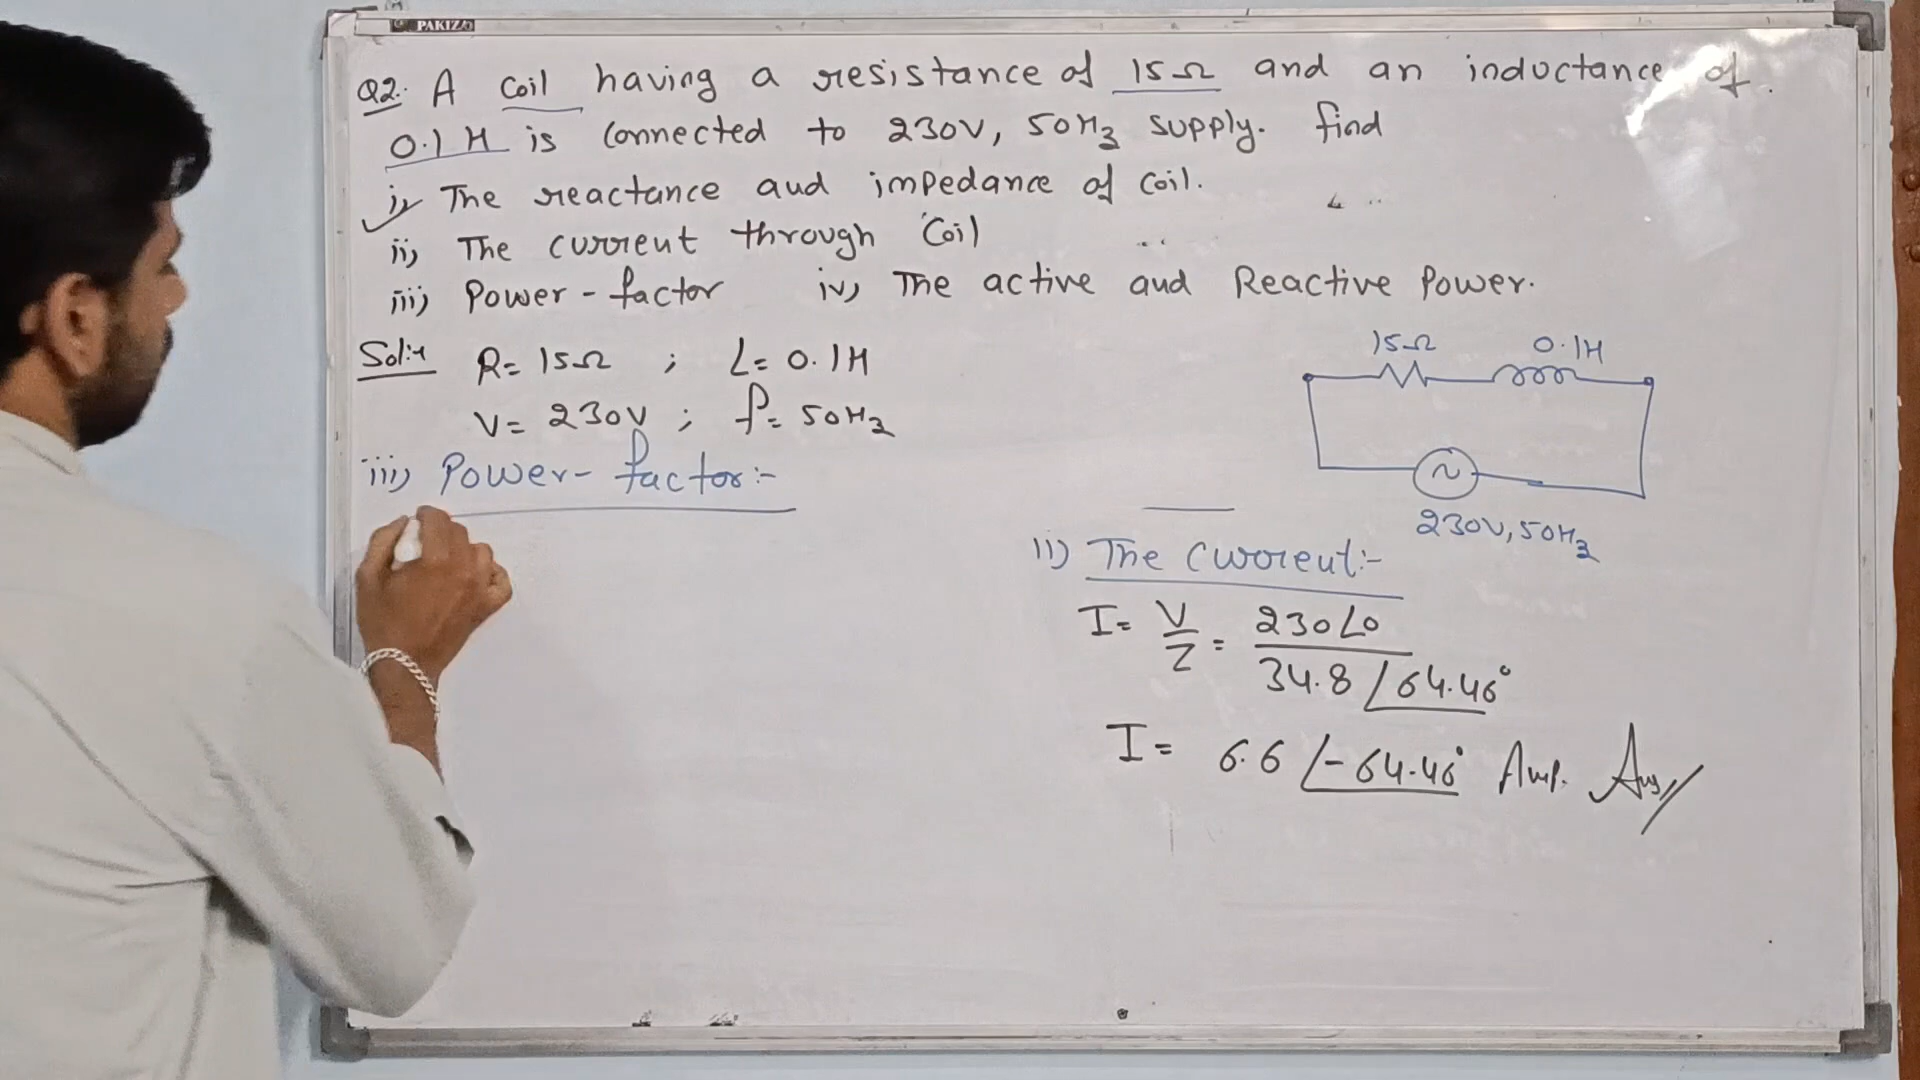 PAKIZA
Q2:- A Coil having a resistance of 15Ω and an inductance of
0.1 H is connected to 230V, 50Hz supply. find
i, The reactance and impedance of coil.
ii, The current through Coil
iii, Power-factor iv, The active and Reactive Power.
Sol:- R= 15Ω ; L= 0.1H
V= 230V ; f= 50Hz
iii, Power-factor:-
15Ω 0.1H
~
230V, 50Hz
ii) The Current:-
I= V/Z = 230∠0 / 34.8 ∠64.46°
I= 6.6 ∠-64.46° Amp. Ans